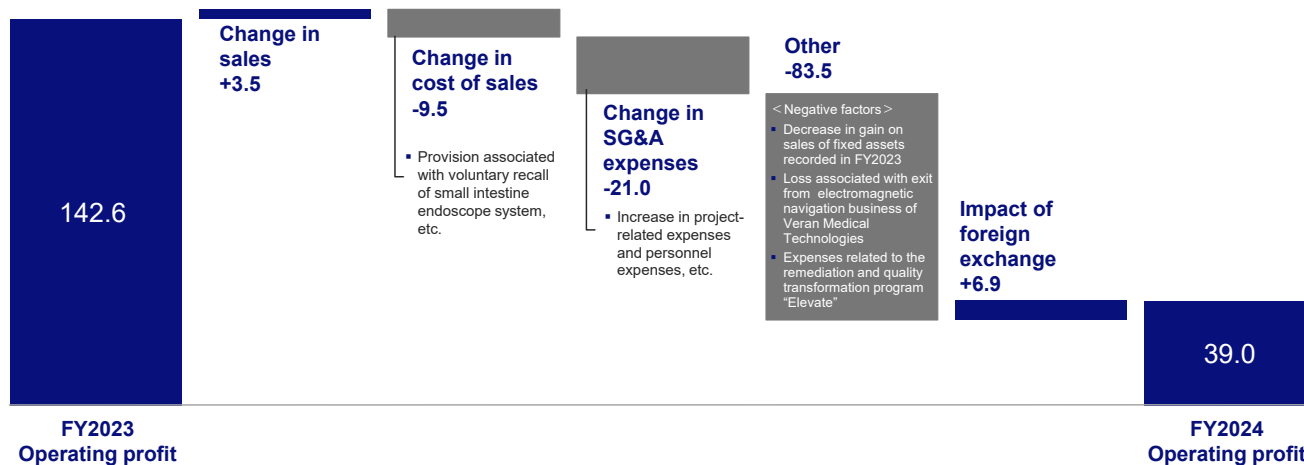 142.6
FY2023
Operating profit
Change in
sales
+3.5
Change in
cost of sales
-9.5
▪ Provision associated
with voluntary recall
of small intestine
endoscope system,
etc.
Change in
SG&A
expenses
-21.0
▪ Increase in project-
related expenses
and personnel
expenses, etc.
Other
-83.5
＜Negative factors＞
▪ Decrease in gain on
sales of fixed assets
recorded in FY2023
▪ Loss associated with exit
from electromagnetic
navigation business of
Veran Medical
Technologies
▪ Expenses related to the
remediation and quality
transformation program
“Elevate”
Impact of
foreign
exchange
+6.9
39.0
FY2024
Operating profit